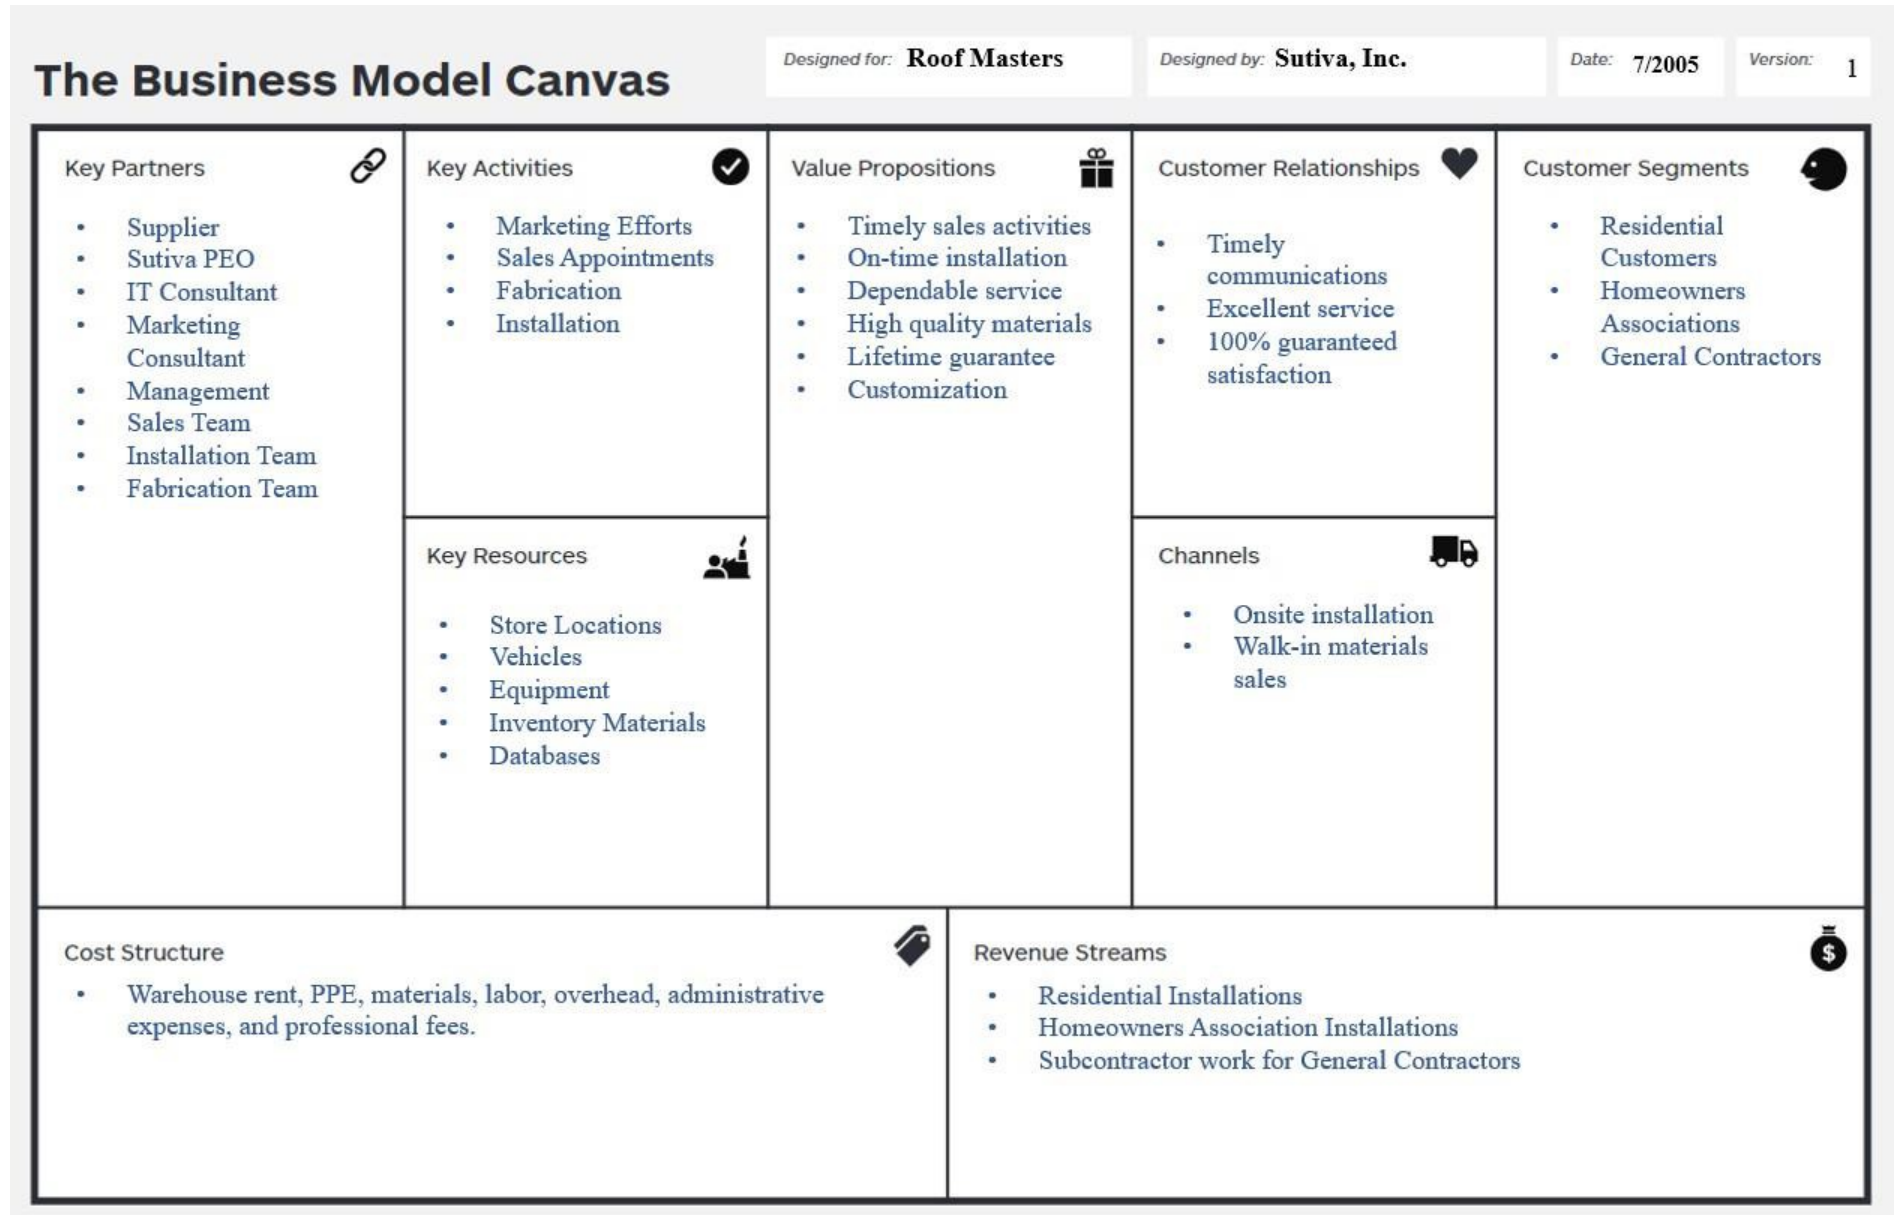 The Business Model Canvas
Designed for: Roof Masters
Designed by: Sutiva, Inc.
Date: 7/2005
Version: 1
Key Partners
• Supplier
• Sutiva PEO
• IT Consultant
• Marketing
Consultant
• Management
• Sales Team
• Installation Team
• Fabrication Team
Key Activities
• Marketing Efforts
• Sales Appointments
• Fabrication
• Installation
Key Resources
• Store Locations
• Vehicles
• Equipment
• Inventory Materials
• Databases
Value Propositions
• Timely sales activities
• On-time installation
• Dependable service
• High quality materials
• Lifetime guarantee
• Customization
Customer Relationships
• Timely
communications
• Excellent service
• 100% guaranteed
satisfaction
Channels
• Onsite installation
• Walk-in materials
sales
Customer Segments
• Residential
Customers
• Homeowners
Associations
• General Contractors
Cost Structure
• Warehouse rent, PPE, materials, labor, overhead, administrative
expenses, and professional fees.
Revenue Streams
$
• Residential Installations
• Homeowners Association Installations
• Subcontractor work for General Contractors